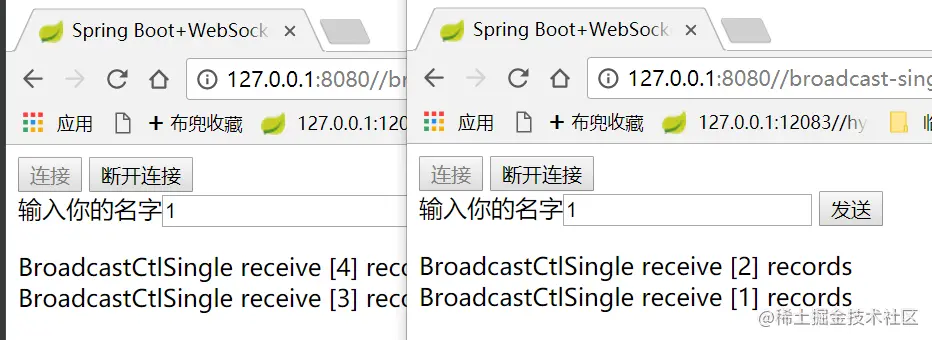 Spring Boot+WebSock
127.0.0.1:8080//br
应用 布兜收藏 127.0.0.1:120
连接 断开连接
输入你的名字1
BroadcastCtlSingle receive [4] reco
BroadcastCtlSingle receive [3] reco
Spring Boot+WebSock
127.0.0.1:8080//broadcast-sing
应用 布兜收藏 127.0.0.1:12083//hy
连接 断开连接
输入你的名字1 发送
BroadcastCtlSingle receive [2] records
BroadcastCtlSingle receive [1] records
@稀土掘金技术社区